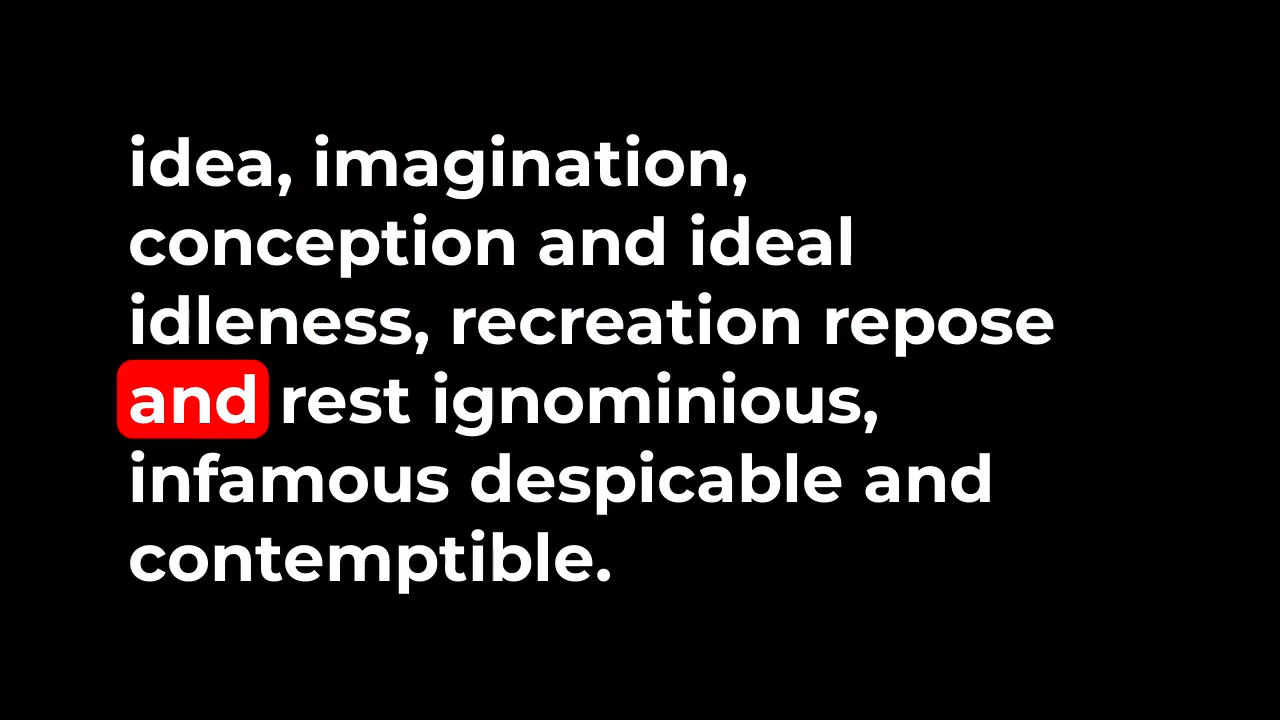 idea, imagination,
conception and ideal
idleness, recreation repose
and rest ignominious,
infamous despicable and
contemptible.